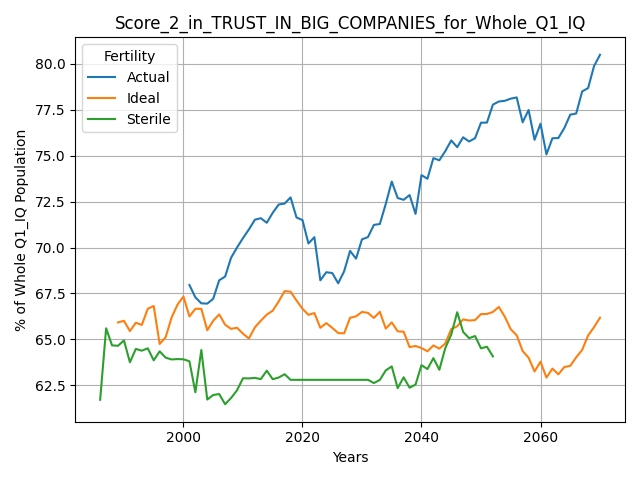 Score_2_in_TRUST_IN_BIG_COMPANIES_for_Whole_Q1_IQ
Fertility
Actual
Ideal
Sterile
% of Whole Q1_IQ Population
80.0
77.5
75.0
72.5
70.0
67.5
65.0
62.5
2000 2020 2040 2060
Years